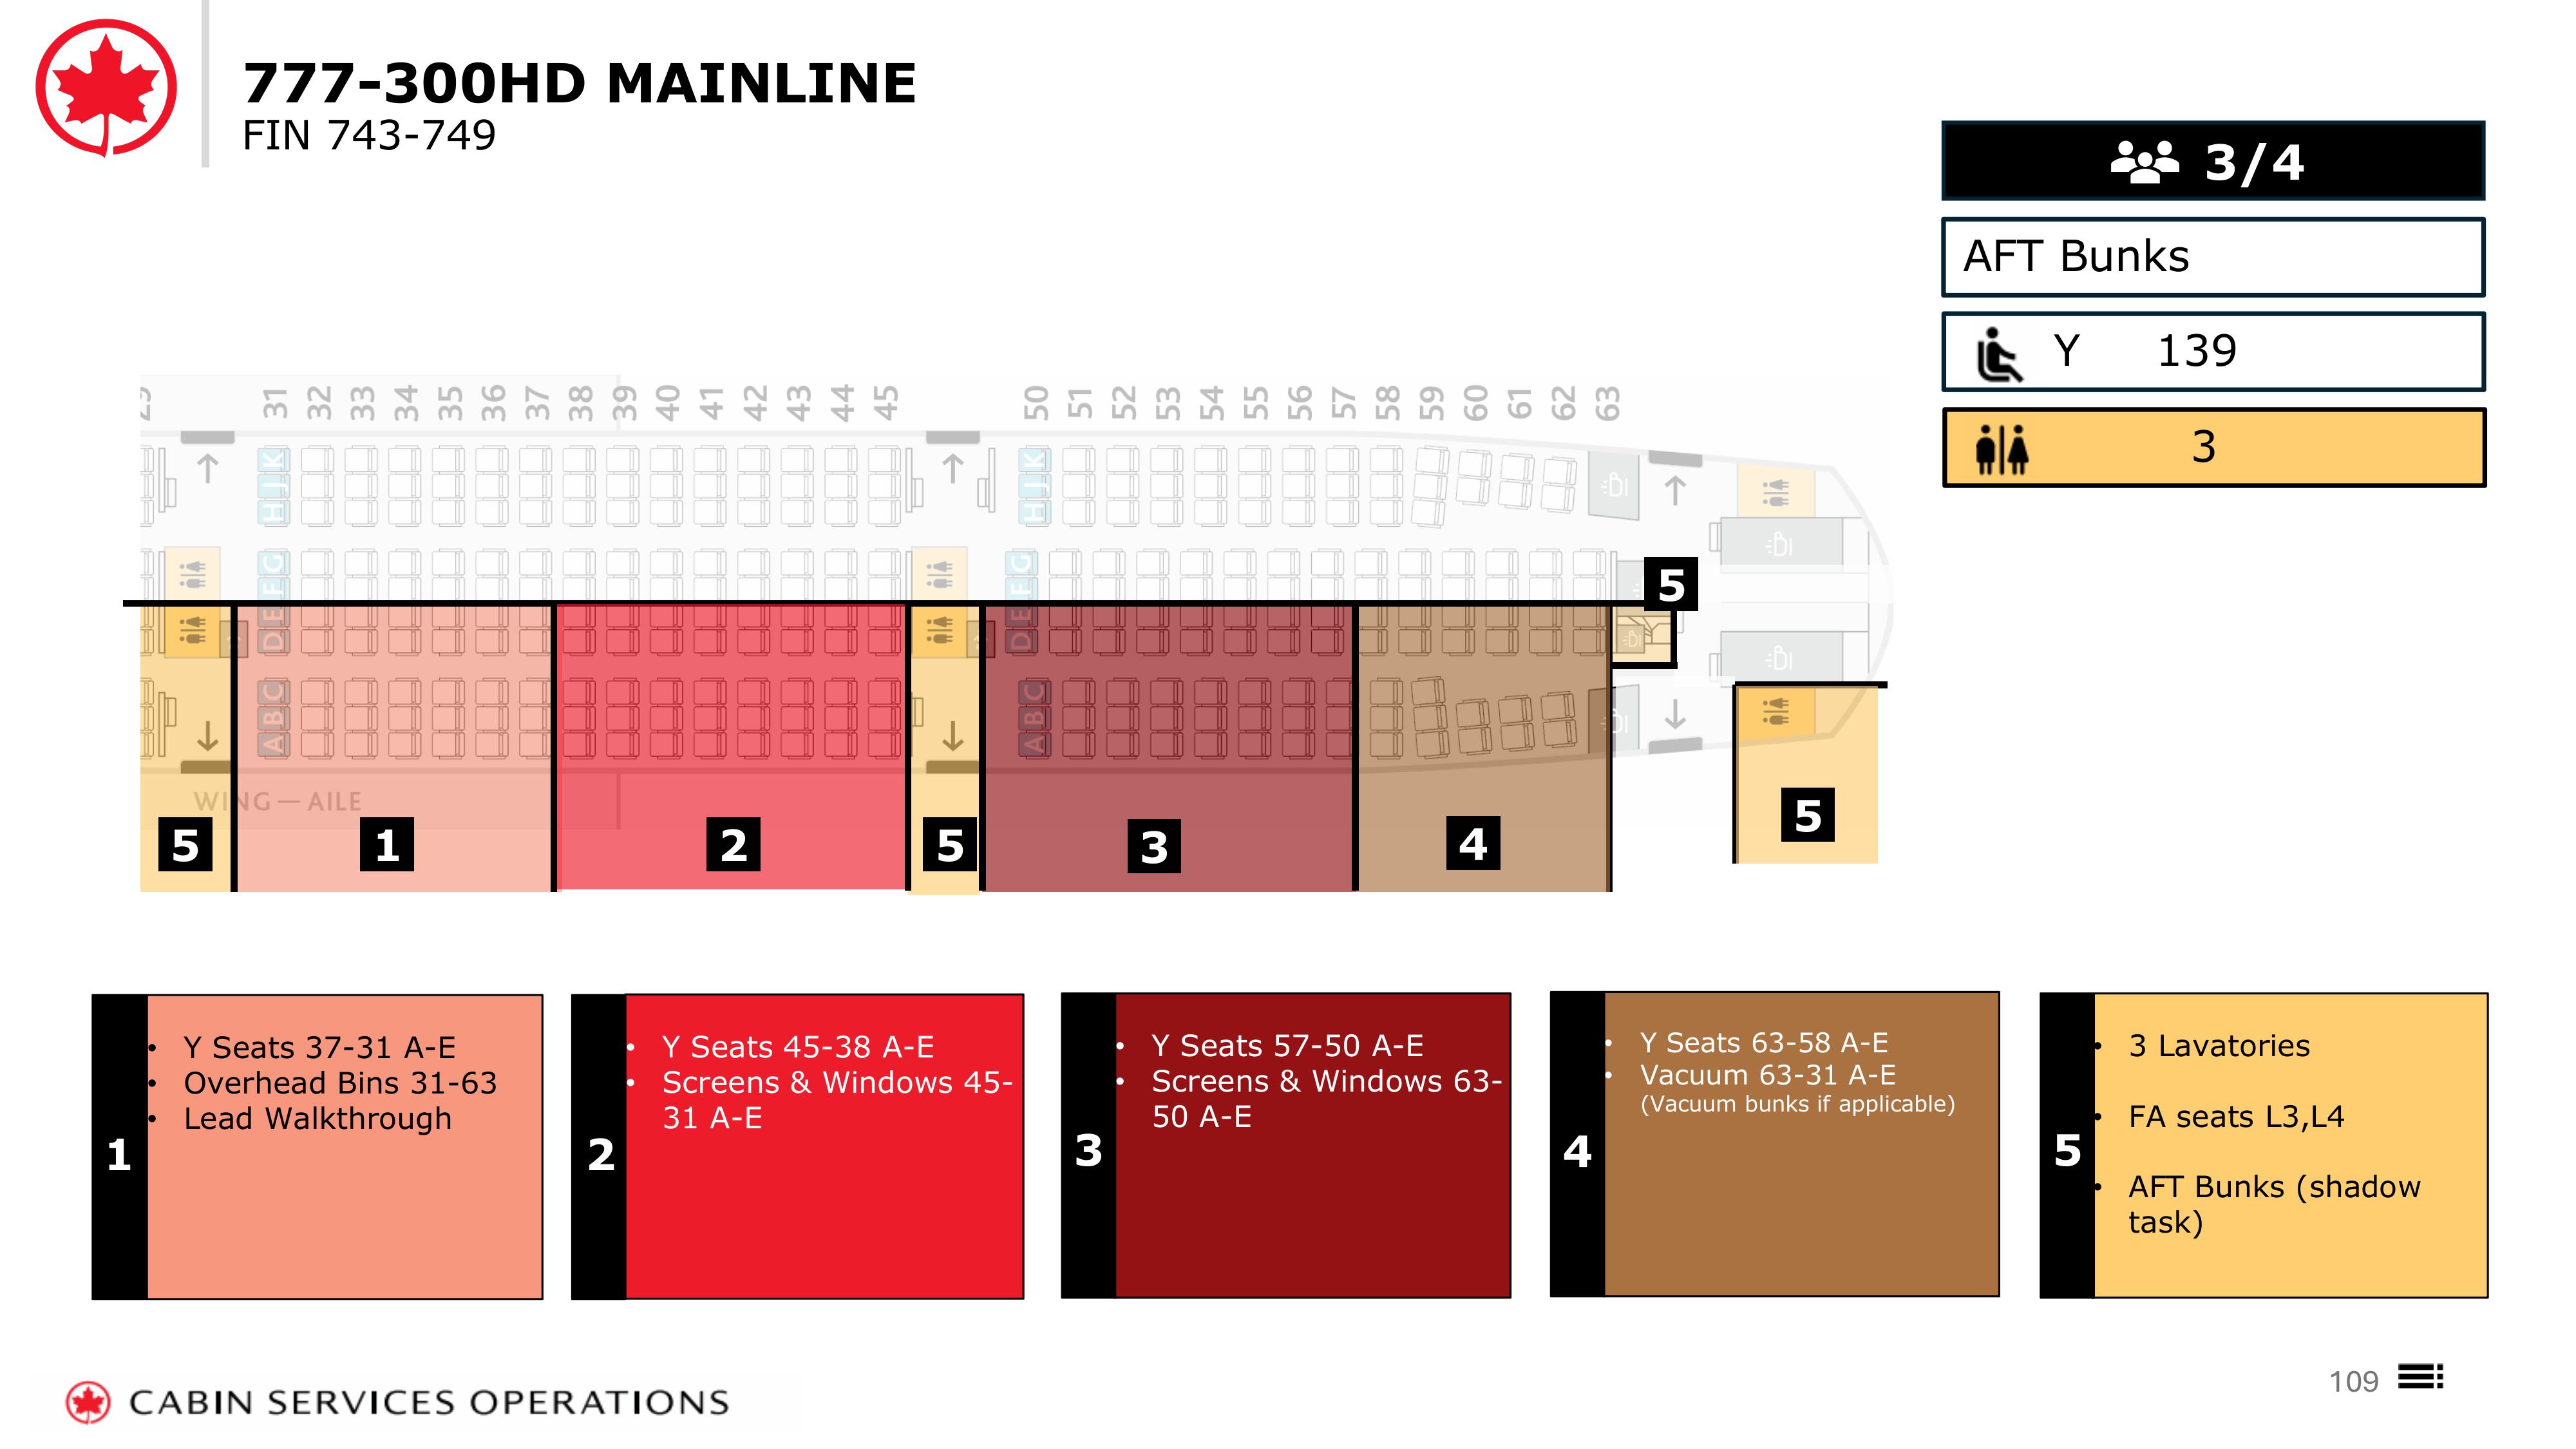 777-300HD MAINLINE
FIN 743-749
3/4
AFT Bunks
Y 139
3
31 32 33 34 35 36 37 38 39 40 41 42 43 44 45 50 51 52 53 54 55 56 57 58 59 60 61 62 63
H J K
H J K
F G
F G
D E
D E
A B C
A B C
5
WING — AILE
5
1
2
5
3
4
5
1
• Y Seats 37-31 A-E
• Overhead Bins 31-63
• Lead Walkthrough
2
• Y Seats 45-38 A-E
• Screens & Windows 45-
31 A-E
3
• Y Seats 57-50 A-E
• Screens & Windows 63-
50 A-E
4
• Y Seats 63-58 A-E
• Vacuum 63-31 A-E
(Vacuum bunks if applicable)
5
• 3 Lavatories
• FA seats L3,L4
• AFT Bunks (shadow
task)
CABIN SERVICES OPERATIONS
109